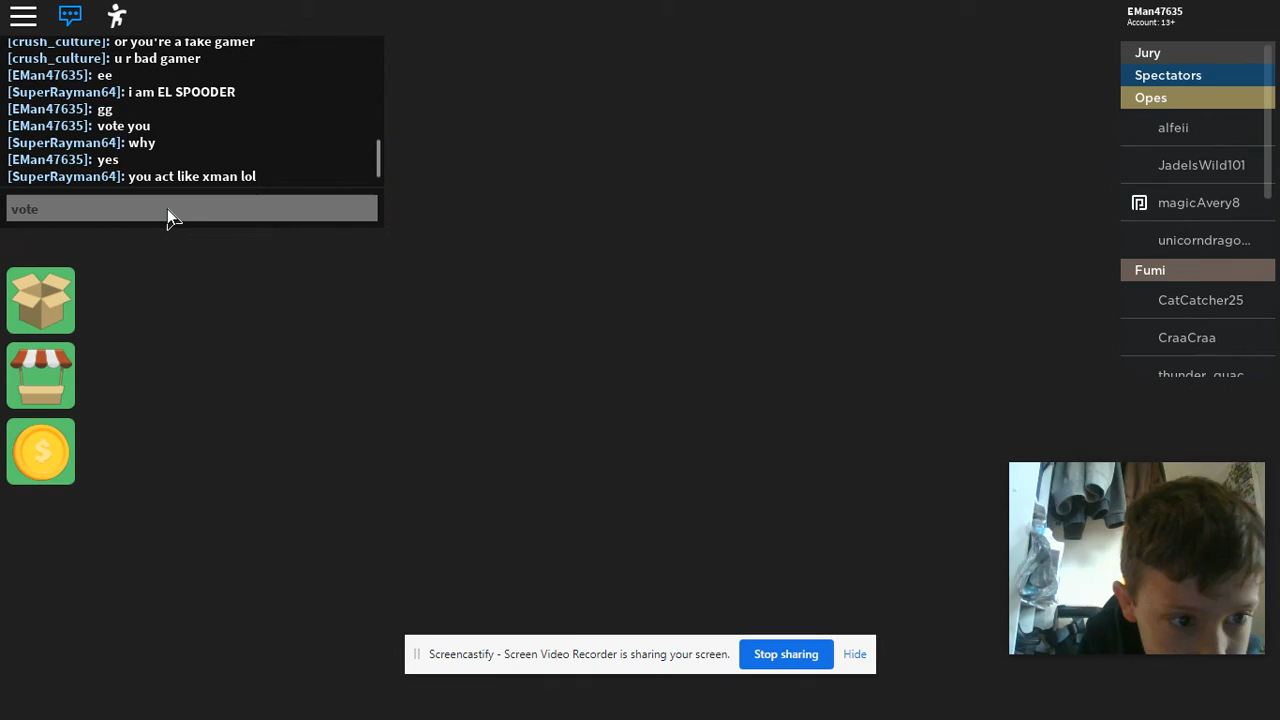 EMan47635
Account: 13+
[crush_culture]: or you're a fake gamer
[crush_culture]: u r bad gamer
[EMan47635]: ee
[SuperRayman64]: i am EL SPOODER
[EMan47635]: gg
[EMan47635]: vote you
[SuperRayman64]: why
[EMan47635]: yes
[SuperRayman64]: you act like xman lol
vote
Jury
Spectators
Opes
alfeii
JadeIsWild101
magicAvery8
unicorndrago...
Fumi
CatCatcher25
CraaCraa
thunder_quac
Screencastify - Screen Video Recorder is sharing your screen.
Stop sharing
Hide